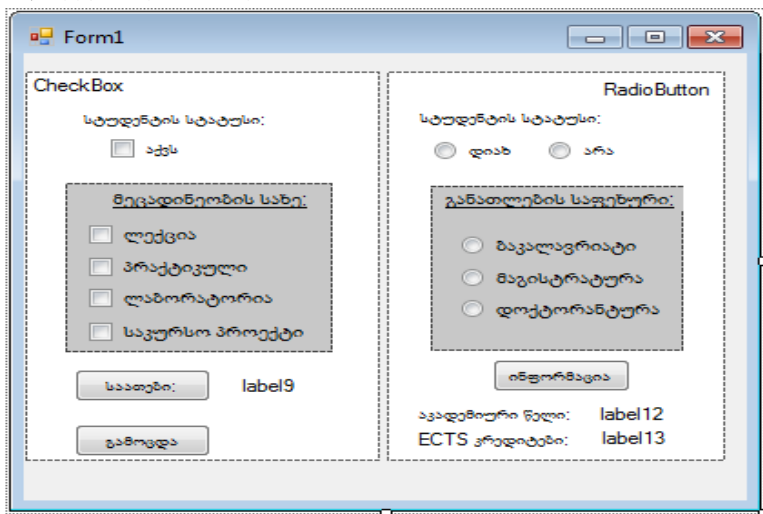 Form1
CheckBox
სტუდენტის სტატუსი:
აქვს
მეცადინეობის სახე:
ლექცია
პრაქტიკული
ლაბორატორია
საკურსო პროექტი
საათები:
label9
გამოცდა
RadioButton
სტუდენტის სტატუსი:
დიახ
არა
განათლების საფეხური:
ბაკალავრიატი
მაგისტრატურა
დოქტორანტურა
ინფორმაცია
აკადემიური წელი: label12
ECTS კრედიტები: label13